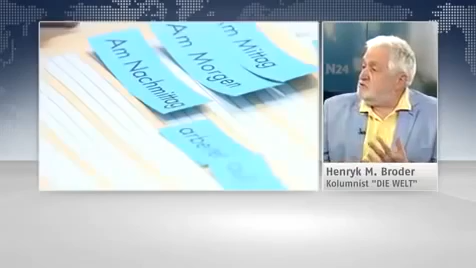 Am Mittag
Am Morgen
Am Nachmittag
N24
Henryk M. Broder
Kolumnist "DIE WELT"